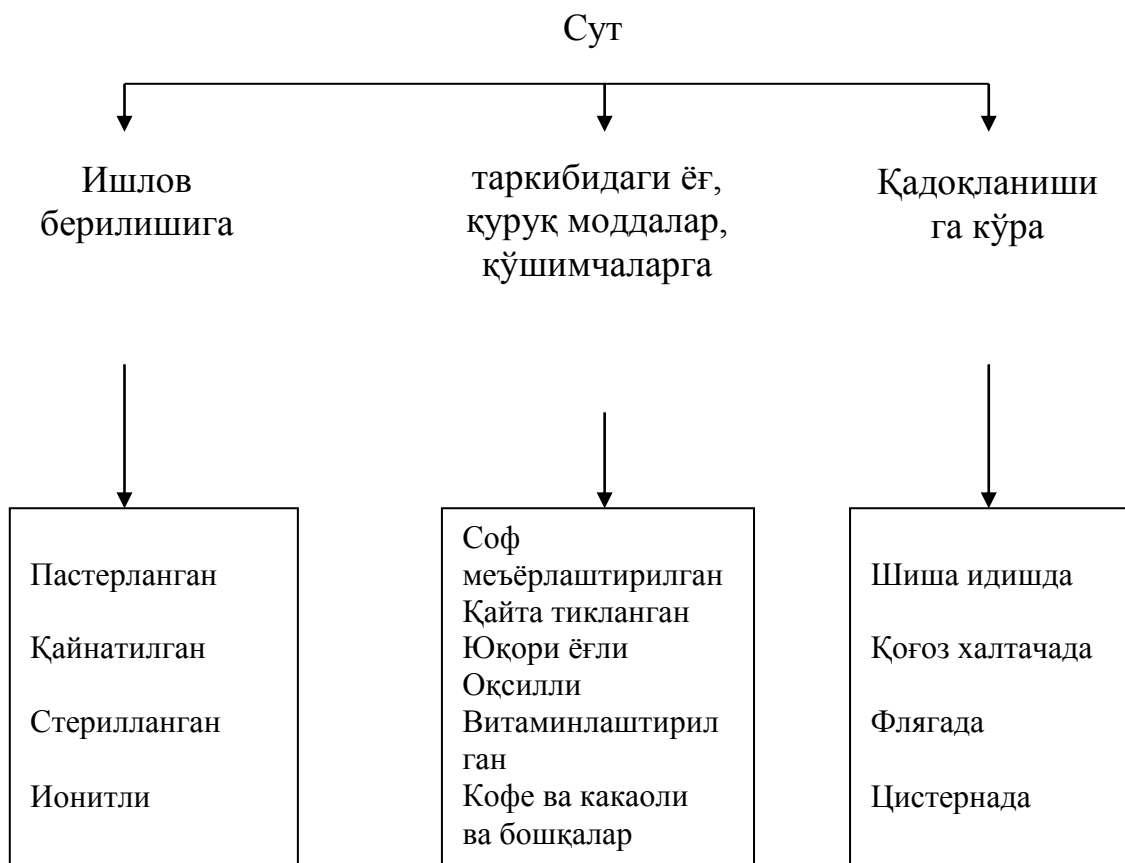 Сут
Ишлов
берилишига
таркибидаги ёғ,
қуруқ моддалар,
қўшимчаларга
Қадоқланиши
га кўра
Пастерланган
Қайнатилган
Стерилланган
Ионитли
Соф
меъёрлаштирилган
Қайта тикланган
Юқори ёғли
Оқсилли
Витаминлаштирил
ган
Кофе ва какаоли
ва бошқалар
Шиша идишда
Қоғоз халтачада
Флягада
Цистернада